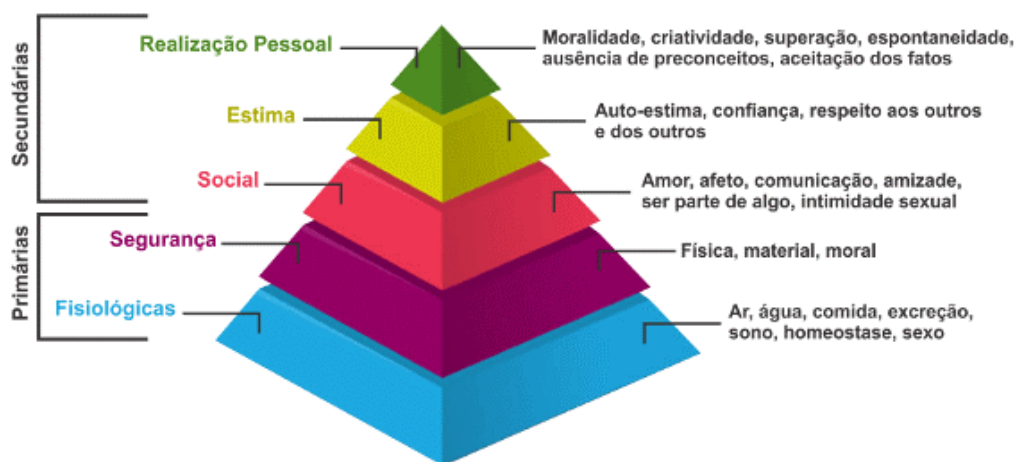 Secundárias
Realização Pessoal
Moralidade, criatividade, superação, espontaneidade,
ausência de preconceitos, aceitação dos fatos
Estima
Auto-estima, confiança, respeito aos outros
e dos outros
Social
Amor, afeto, comunicação, amizade,
ser parte de algo, intimidade sexual
Primárias
Segurança
Física, material, moral
Fisiológicas
Ar, água, comida, excreção,
sono, homeostase, sexo